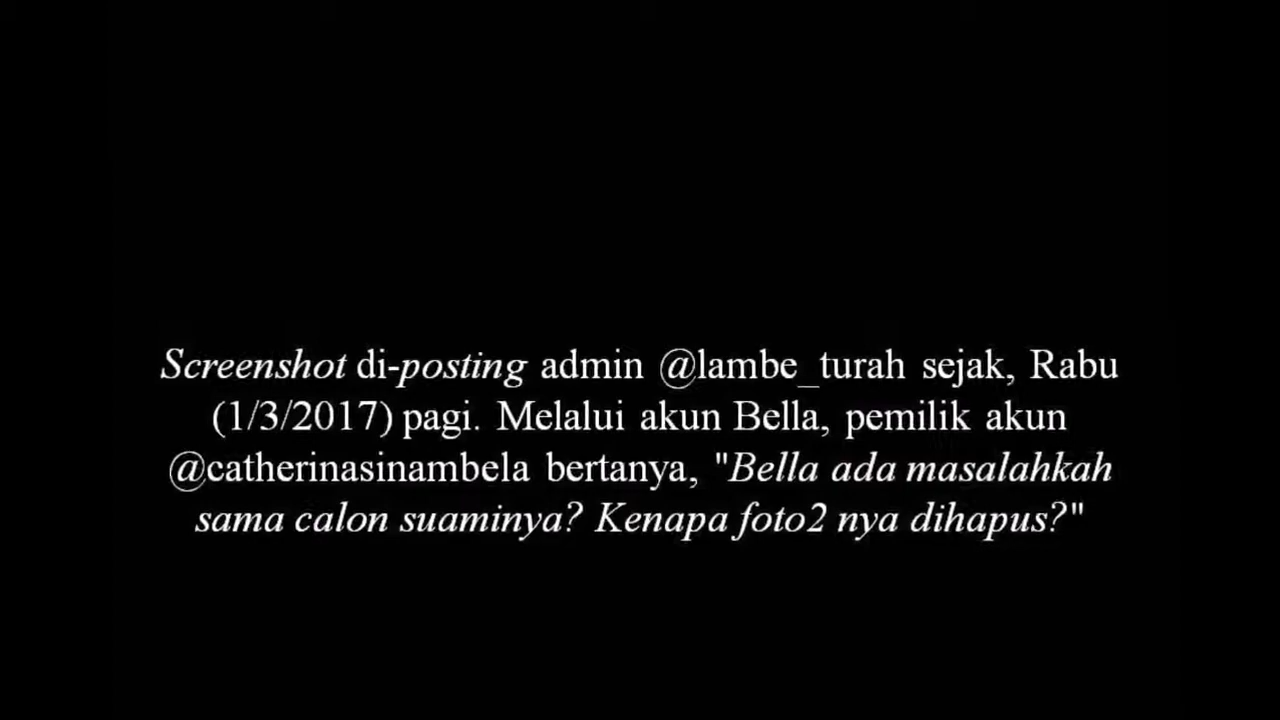 Screenshot di-posting admin @lambe_turah sejak, Rabu
(1/3/2017) pagi. Melalui akun Bella, pemilik akun
@catherinasinambela bertanya, "Bella ada masalahkah
sama calon suaminya? Kenapa foto2 nya dihapus?"